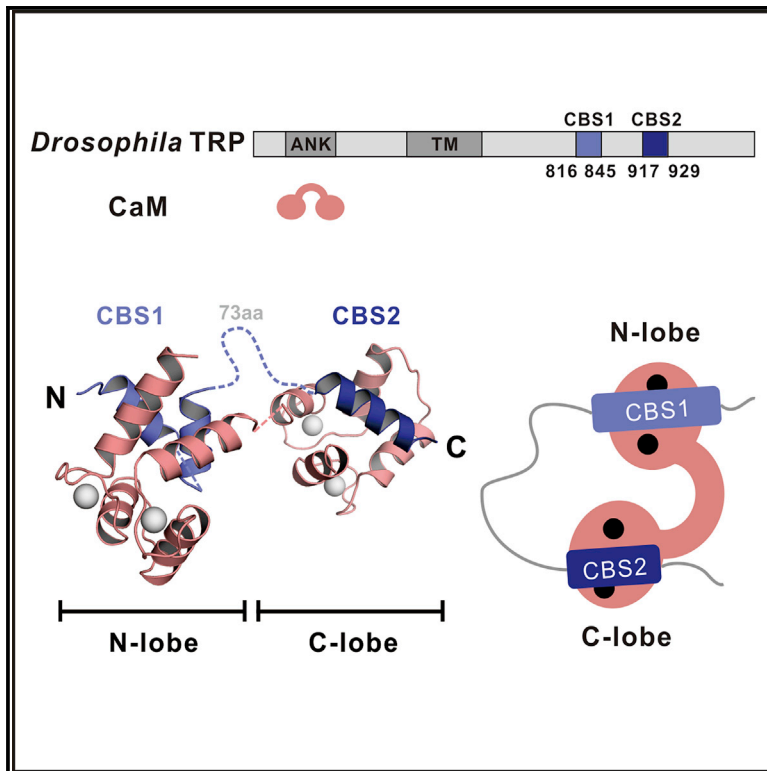 CBS1 CBS2
Drosophila TRP ANK TM
816 845 917 929
CaM
CBS1 73aa CBS2
N C
N-lobe C-lobe
N-lobe
CBS1
CBS2
C-lobe